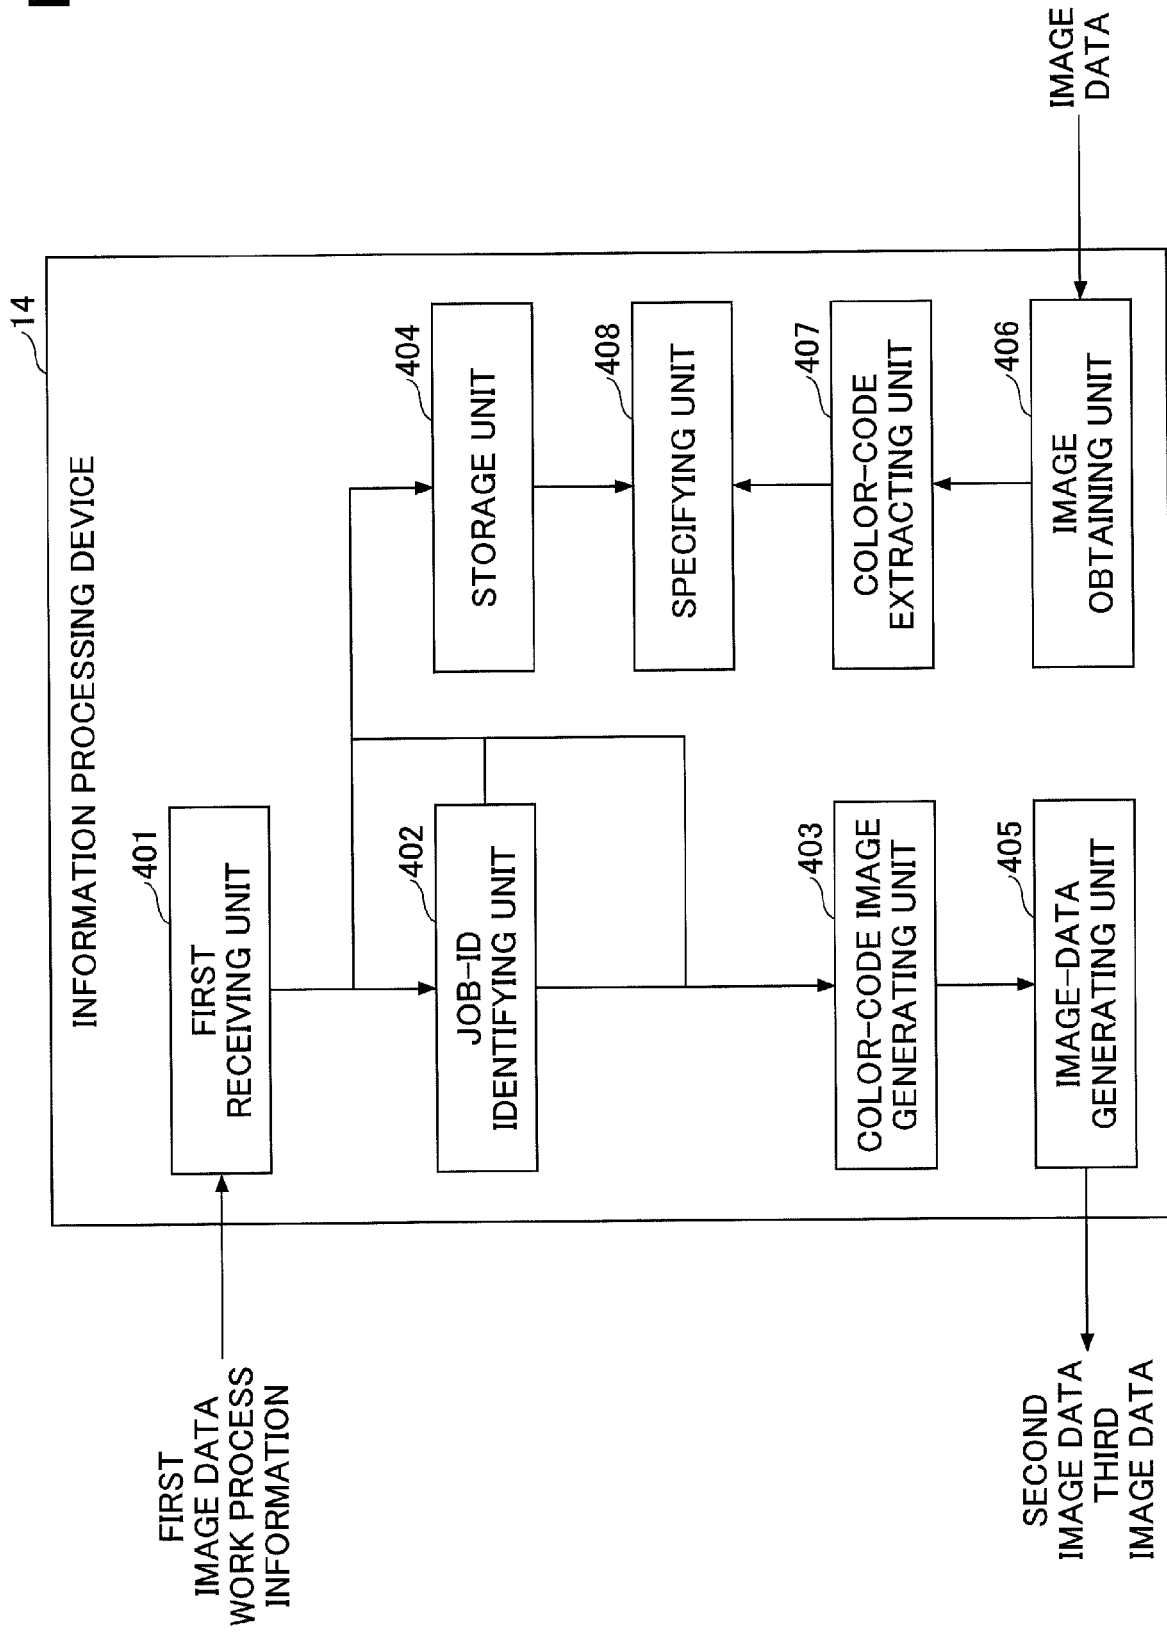 14
INFORMATION PROCESSING DEVICE
FIRST
IMAGE DATA
WORK PROCESS
INFORMATION
401
FIRST
RECEIVING UNIT
402
JOB-ID
IDENTIFYING UNIT
404
STORAGE UNIT
408
SPECIFYING UNIT
403
COLOR-CODE IMAGE
GENERATING UNIT
407
COLOR-CODE
EXTRACTING UNIT
405
IMAGE-DATA
GENERATING UNIT
406
IMAGE
OBTAINING UNIT
SECOND
IMAGE DATA
THIRD
IMAGE DATA
IMAGE
DATA